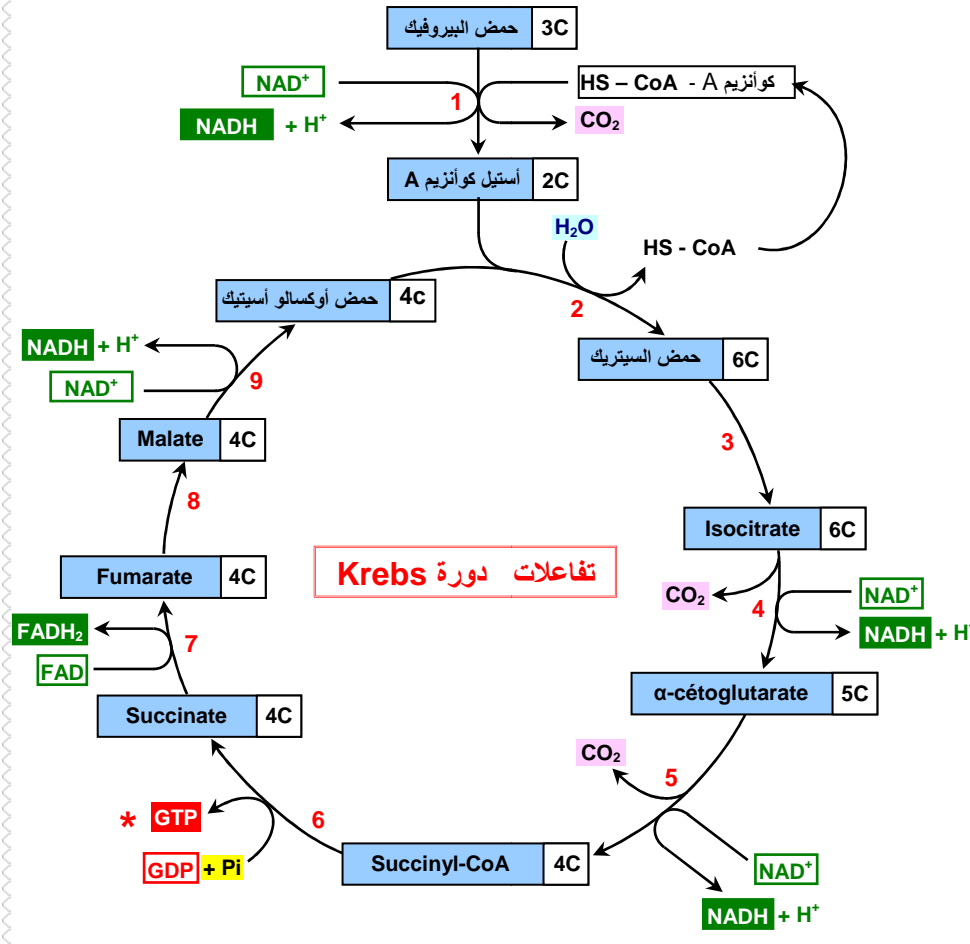 حمض البيروفيك 3C
NAD⁺
HS – CoA - A كوأنزيم
1
NADH + H⁺
CO₂
أستيل كوأنزيم A 2C
H₂O
HS - CoA
حمض أوكسالو أسيتيك 4c
2
NADH + H⁺
حمض السيتريك 6C
NAD⁺
9
Malate 4C
3
8
Isocitrate 6C
Fumarate 4C
تفاعلات دورة Krebs
CO₂
NAD⁺
4
FADH₂
7
NADH + H⁺
FAD
α-cétoglutarate 5C
Succinate 4C
CO₂
5
* GTP
6
GDP + Pi
Succinyl-CoA 4C
NAD⁺
NADH + H⁺